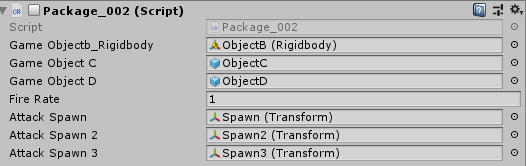 Package_002 (Script)
Script Package_002
Game Objectb_Rigidbody ObjectB (Rigidbody)
Game Object C ObjectC
Game Object D ObjectD
Fire Rate 1
Attack Spawn Spawn (Transform)
Attack Spawn 2 Spawn2 (Transform)
Attack Spawn 3 Spawn3 (Transform)